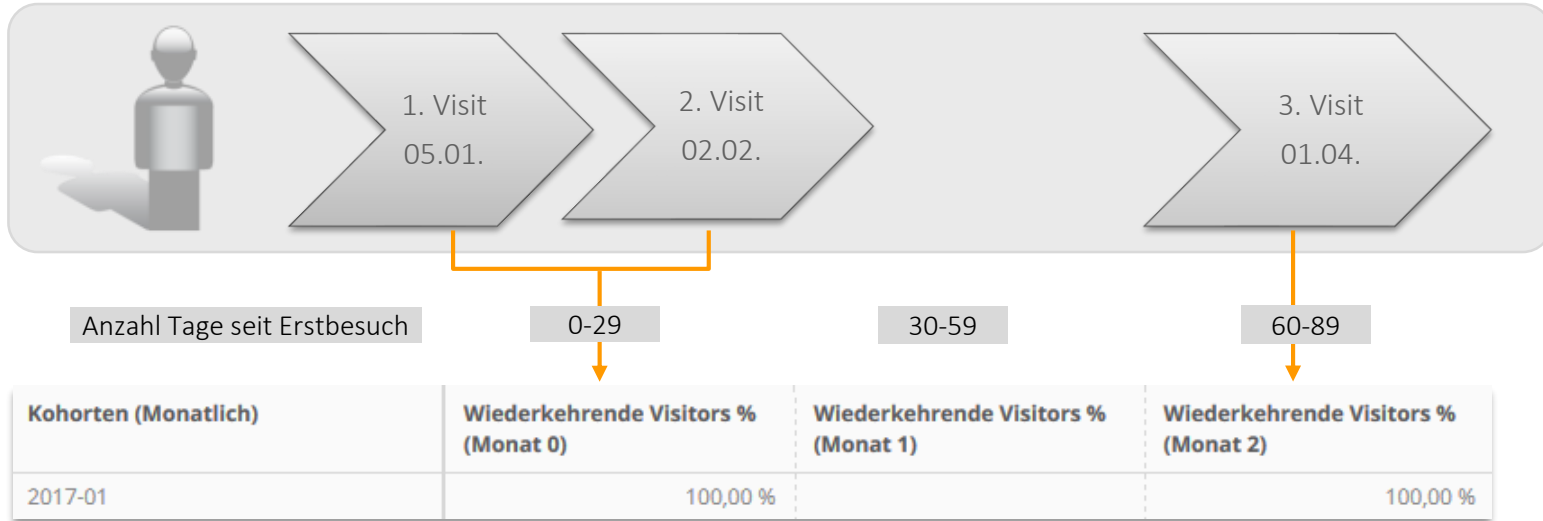 1. Visit
05.01.
2. Visit
02.02.
3. Visit
01.04.
Anzahl Tage seit Erstbesuch
0-29
30-59
60-89
Kohorten (Monatlich)
Wiederkehrende Visitors %
(Monat 0)
Wiederkehrende Visitors %
(Monat 1)
Wiederkehrende Visitors %
(Monat 2)
2017-01
100,00 %
100,00 %